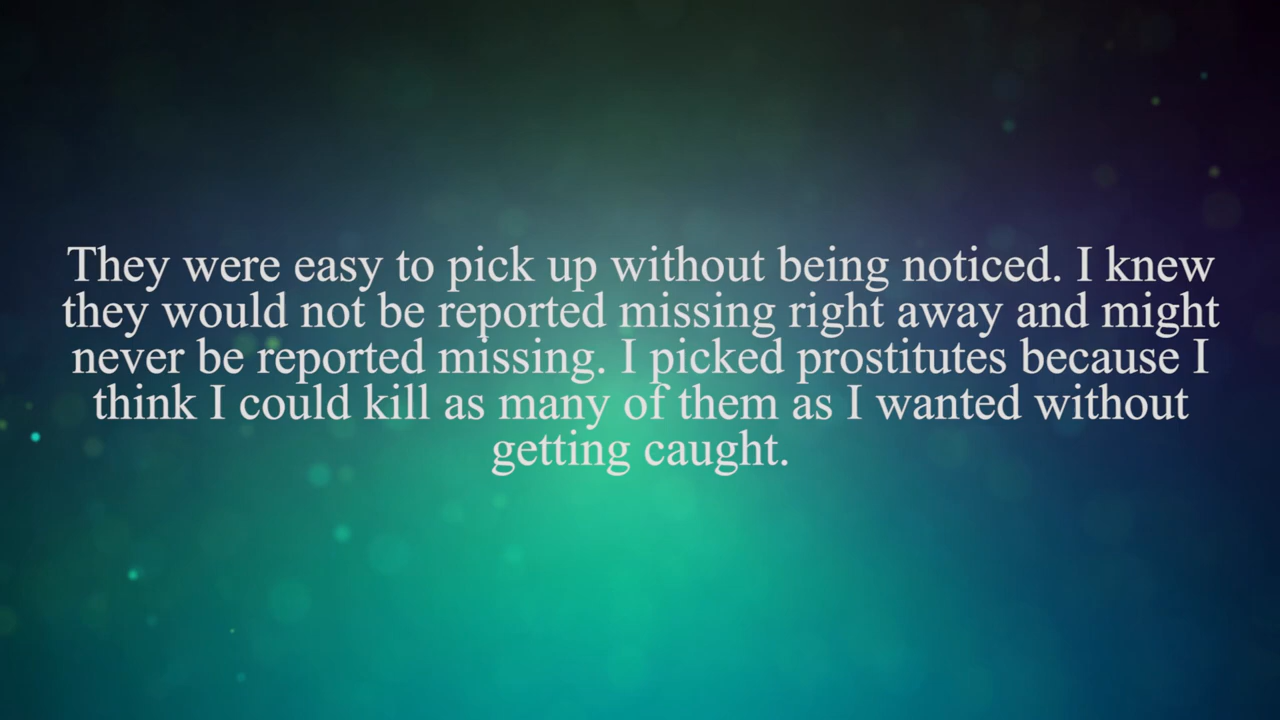 They were easy to pick up without being noticed. I knew
they would not be reported missing right away and might
never be reported missing. I picked prostitutes because I
think I could kill as many of them as I wanted without
getting caught.